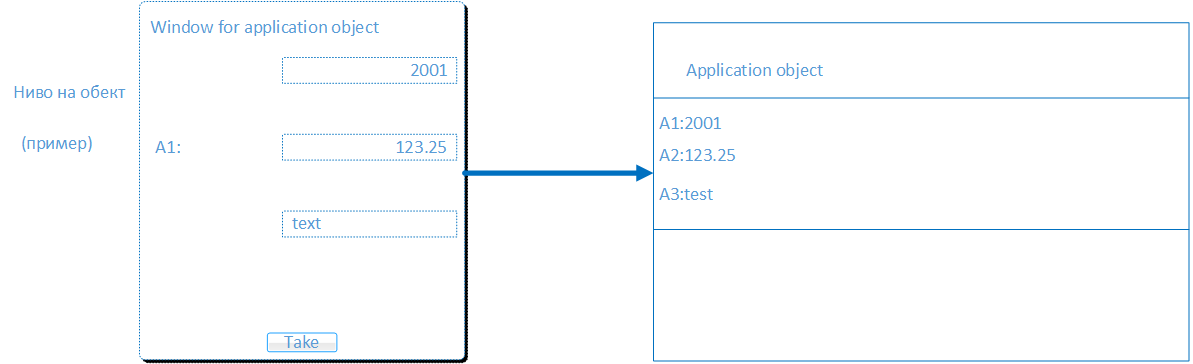 Ниво на обект
(пример)
Window for application object
2001
A1:
123.25
text
Take
Application object
A1:2001
A2:123.25
A3:test